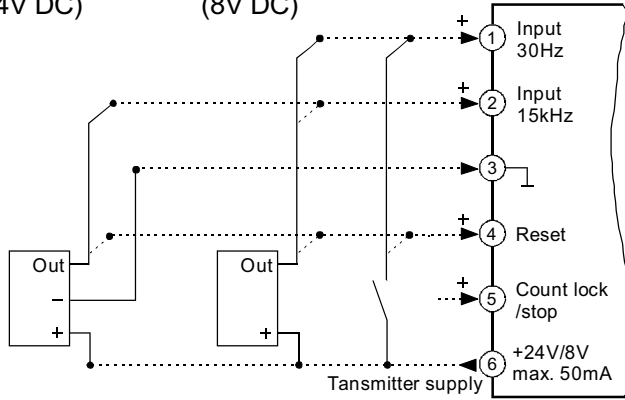 4V DC) (8V DC)
+ 1 Input
30Hz
+ 2 Input
15kHz
3
+ 4 Reset
Out Out
+ 5 Count lock
/stop
−
+ +
6 +24V/8V
max. 50mA
Tansmitter supply